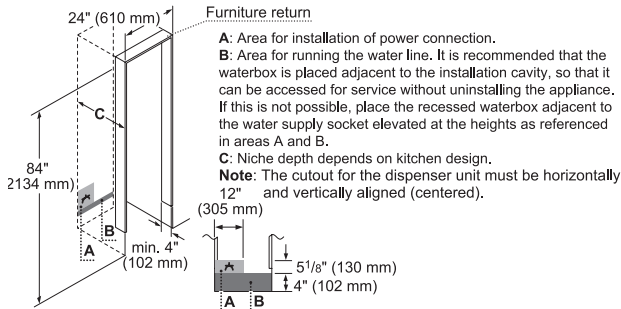 24" (610 mm)
Furniture return
A: Area for installation of power connection.
B: Area for running the water line. It is recommended that the
waterbox is placed adjacent to the installation cavity, so that it
can be accessed for service without uninstalling the appliance.
If this is not possible, place the recessed waterbox adjacent to
the water supply socket elevated at the heights as referenced
in areas A and B.
C: Niche depth depends on kitchen design.
Note: The cutout for the dispenser unit must be horizontally
and vertically aligned (centered).
C
84"
(2134 mm)
B
A
min. 4"
(102 mm)
12"
(305 mm)
5 1/8" (130 mm)
4" (102 mm)
A B